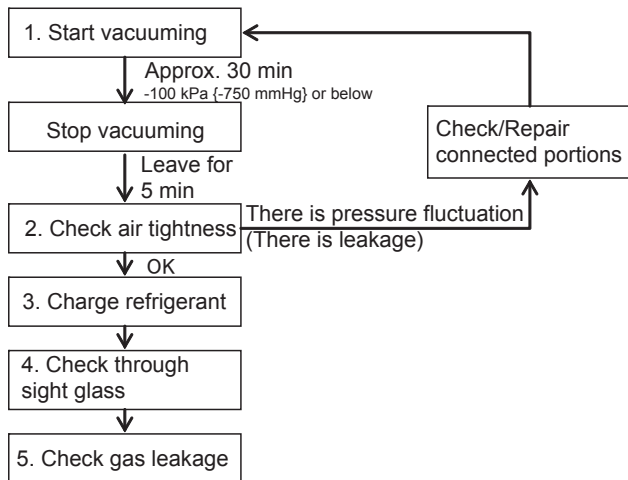 1. Start vacuuming
Approx. 30 min
-100 kPa {-750 mmHg} or below
Stop vacuuming
Check/Repair
connected portions
Leave for
5 min
2. Check air tightness
There is pressure fluctuation
(There is leakage)
OK
3. Charge refrigerant
4. Check through
sight glass
5. Check gas leakage